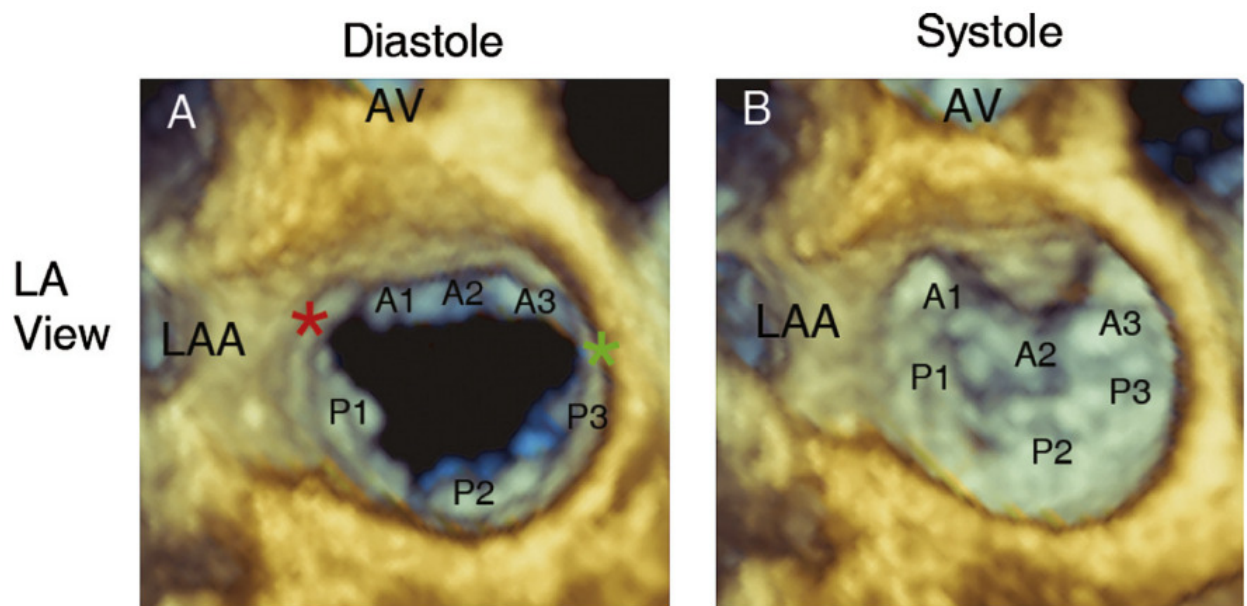 Diastole
Systole
A
AV
B
AV
LA
View
LAA
*
A1
A2
A3
*
P1
P3
P2
LAA
A1
A3
A2
P1
P3
P2